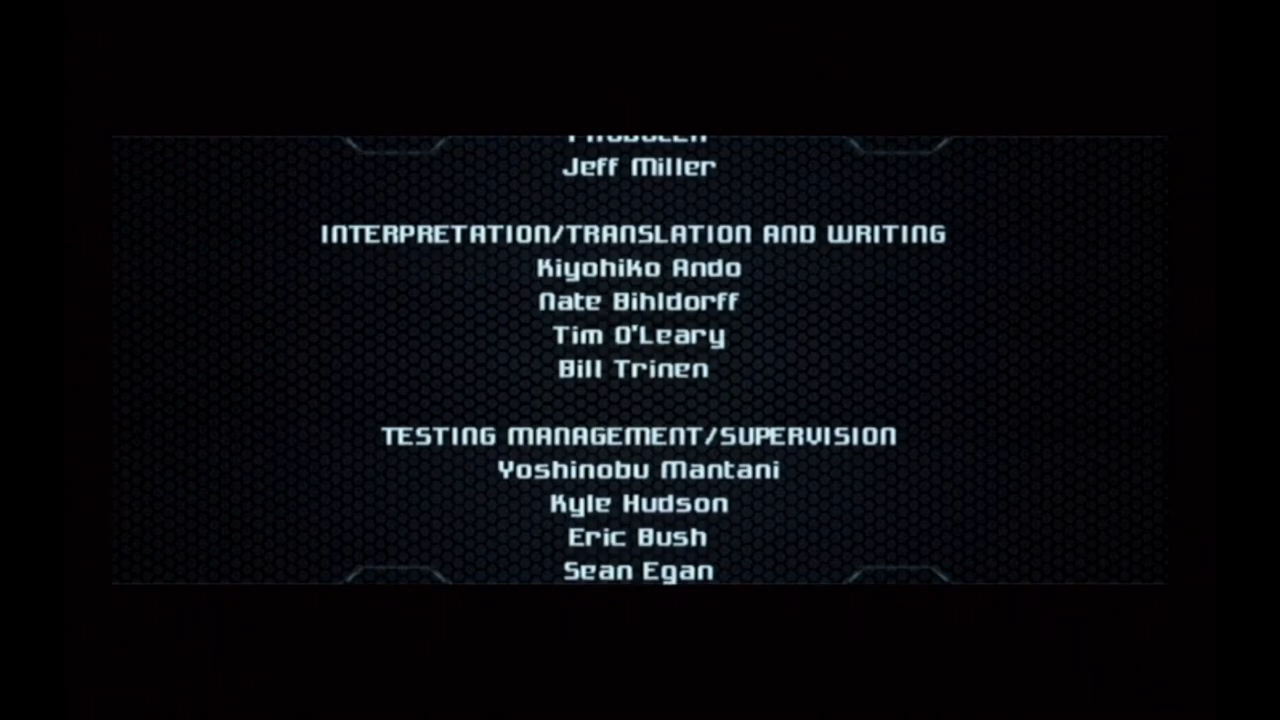 PRODUCER
Jeff Miller
INTERPRETATION/TRANSLATION AND WRITING
Kiyohiko Ando
Nate Bihldorff
Tim O'Leary
Bill Trinen
TESTING MANAGEMENT/SUPERVISION
Yoshinobu Mantani
Kyle Hudson
Eric Bush
Sean Egan